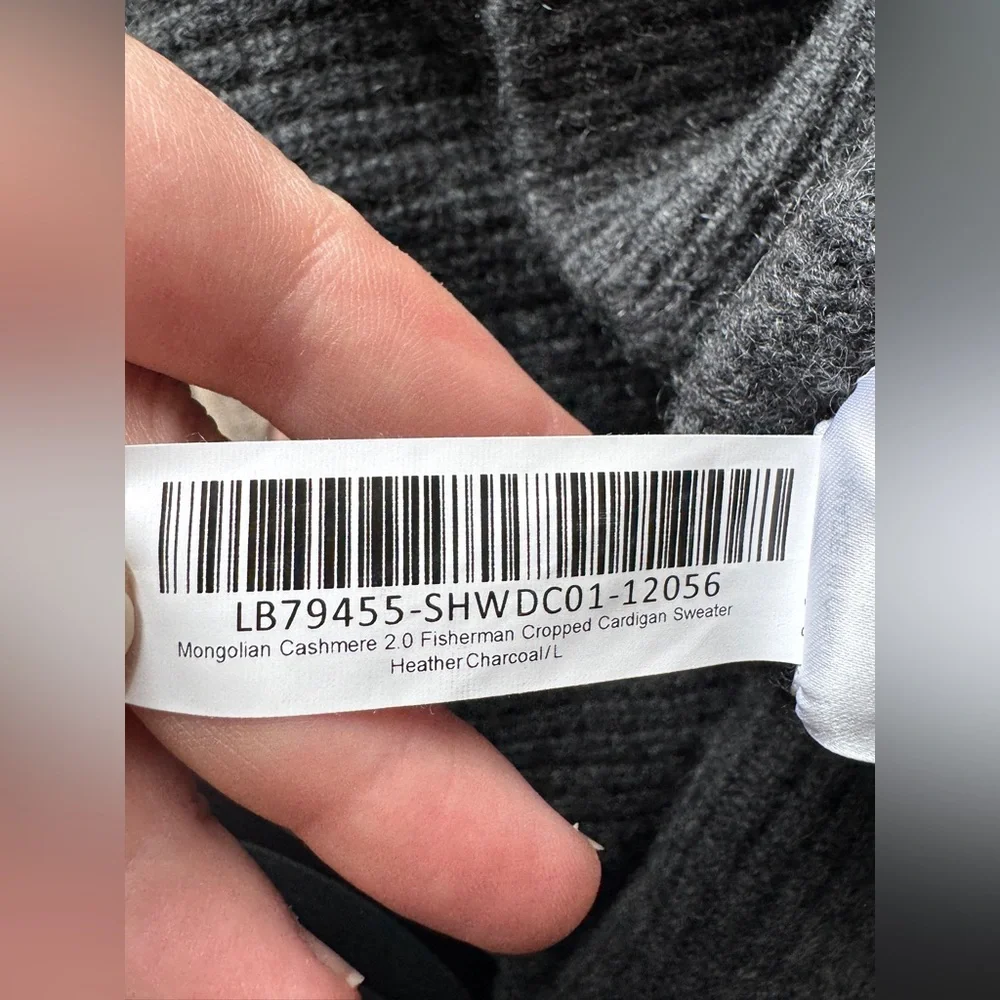 LB79455-SHWDC01-12056
Mongolian Cashmere 2.0 Fisherman Cropped Cardigan Sweater
Heather Charcoal/L